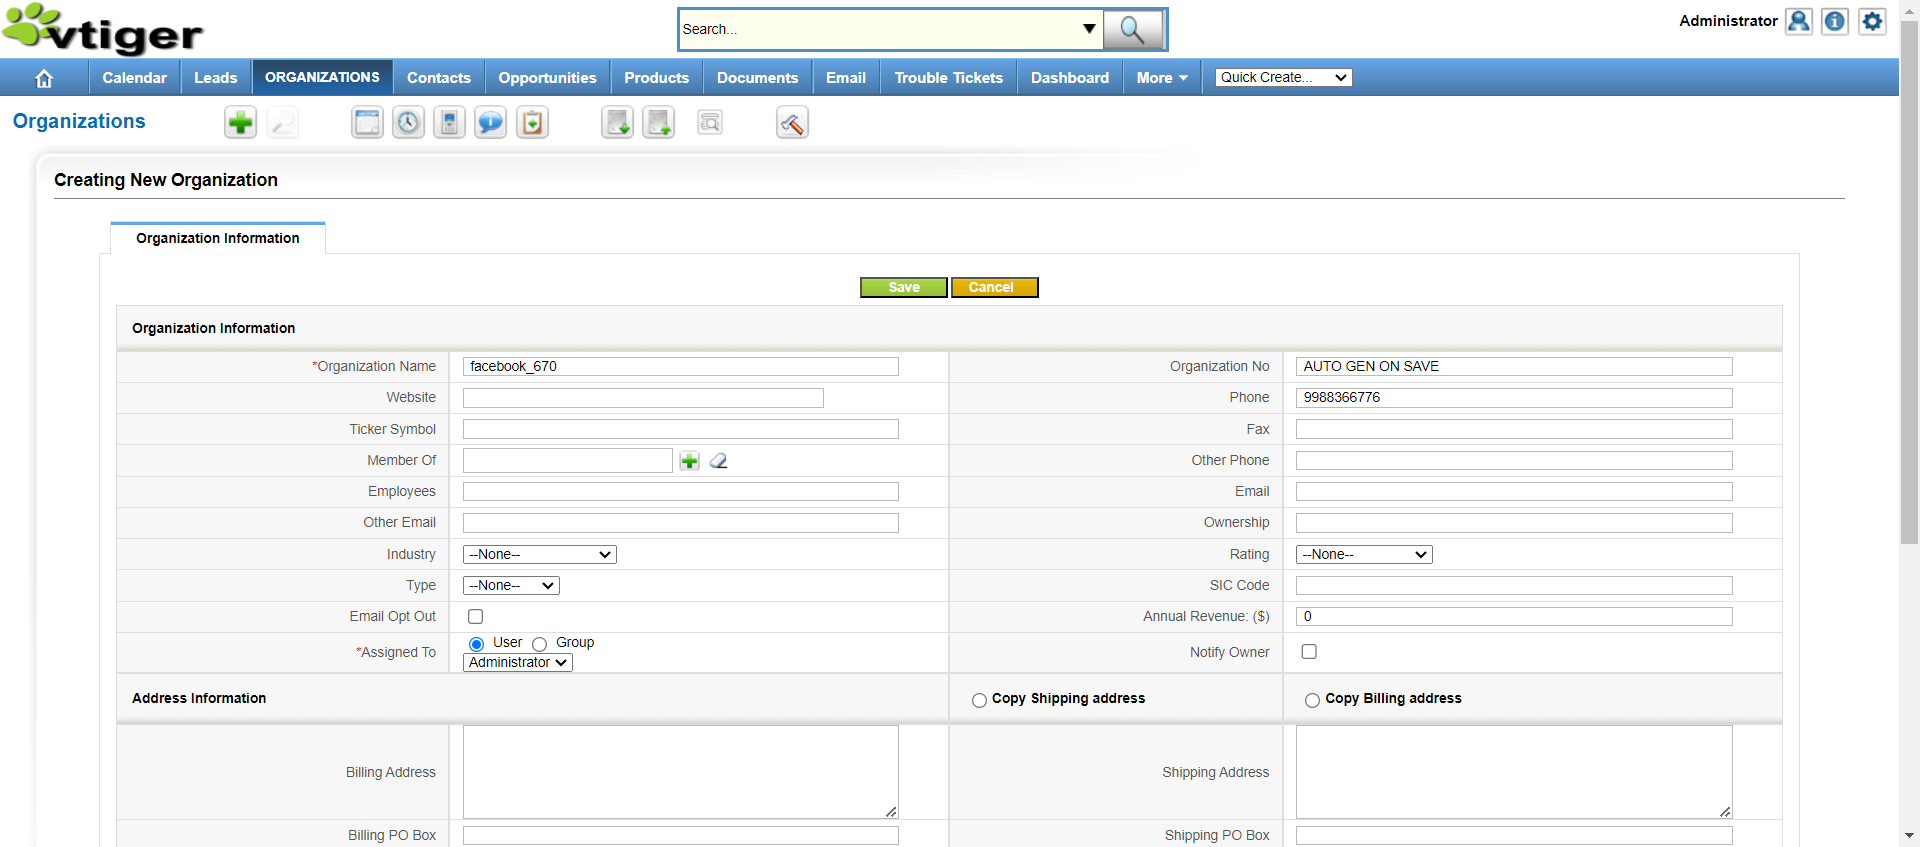 vtiger
Search...
Administrator
Calendar Leads ORGANIZATIONS Contacts Opportunities Products Documents Email Trouble Tickets Dashboard More Quick Create...
Organizations
Creating New Organization
Organization Information
Save Cancel
Organization Information
*Organization Name facebook_670 Organization No AUTO GEN ON SAVE
Website Phone 9988366776
Ticker Symbol Fax
Member Of Other Phone
Employees Email
Other Email Ownership
Industry --None-- Rating --None--
Type --None-- SIC Code
Email Opt Out Annual Revenue: ($) 0
*Assigned To User Group Notify Owner
Administrator
Address Information Copy Shipping address Copy Billing address
Billing Address Shipping Address
Billing PO Box Shipping PO Box